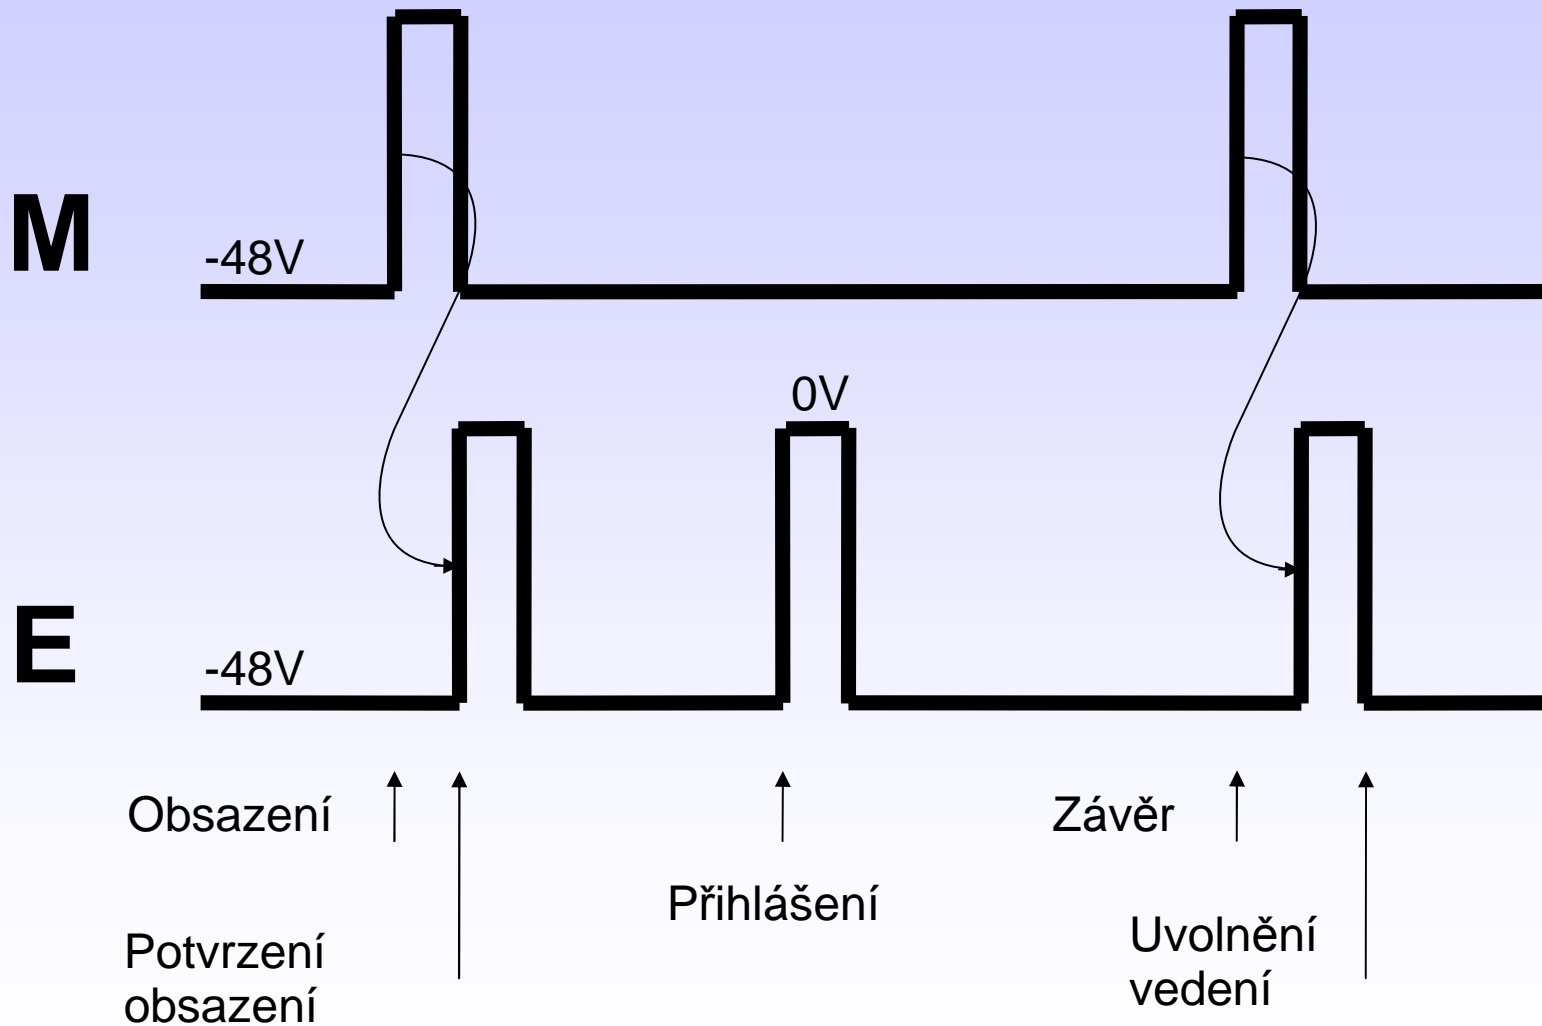 M
-48V
0V
E
-48V
Obsazení
Závěr
Přihlášení
Potvrzení
obsazení
Uvolnění
vedení